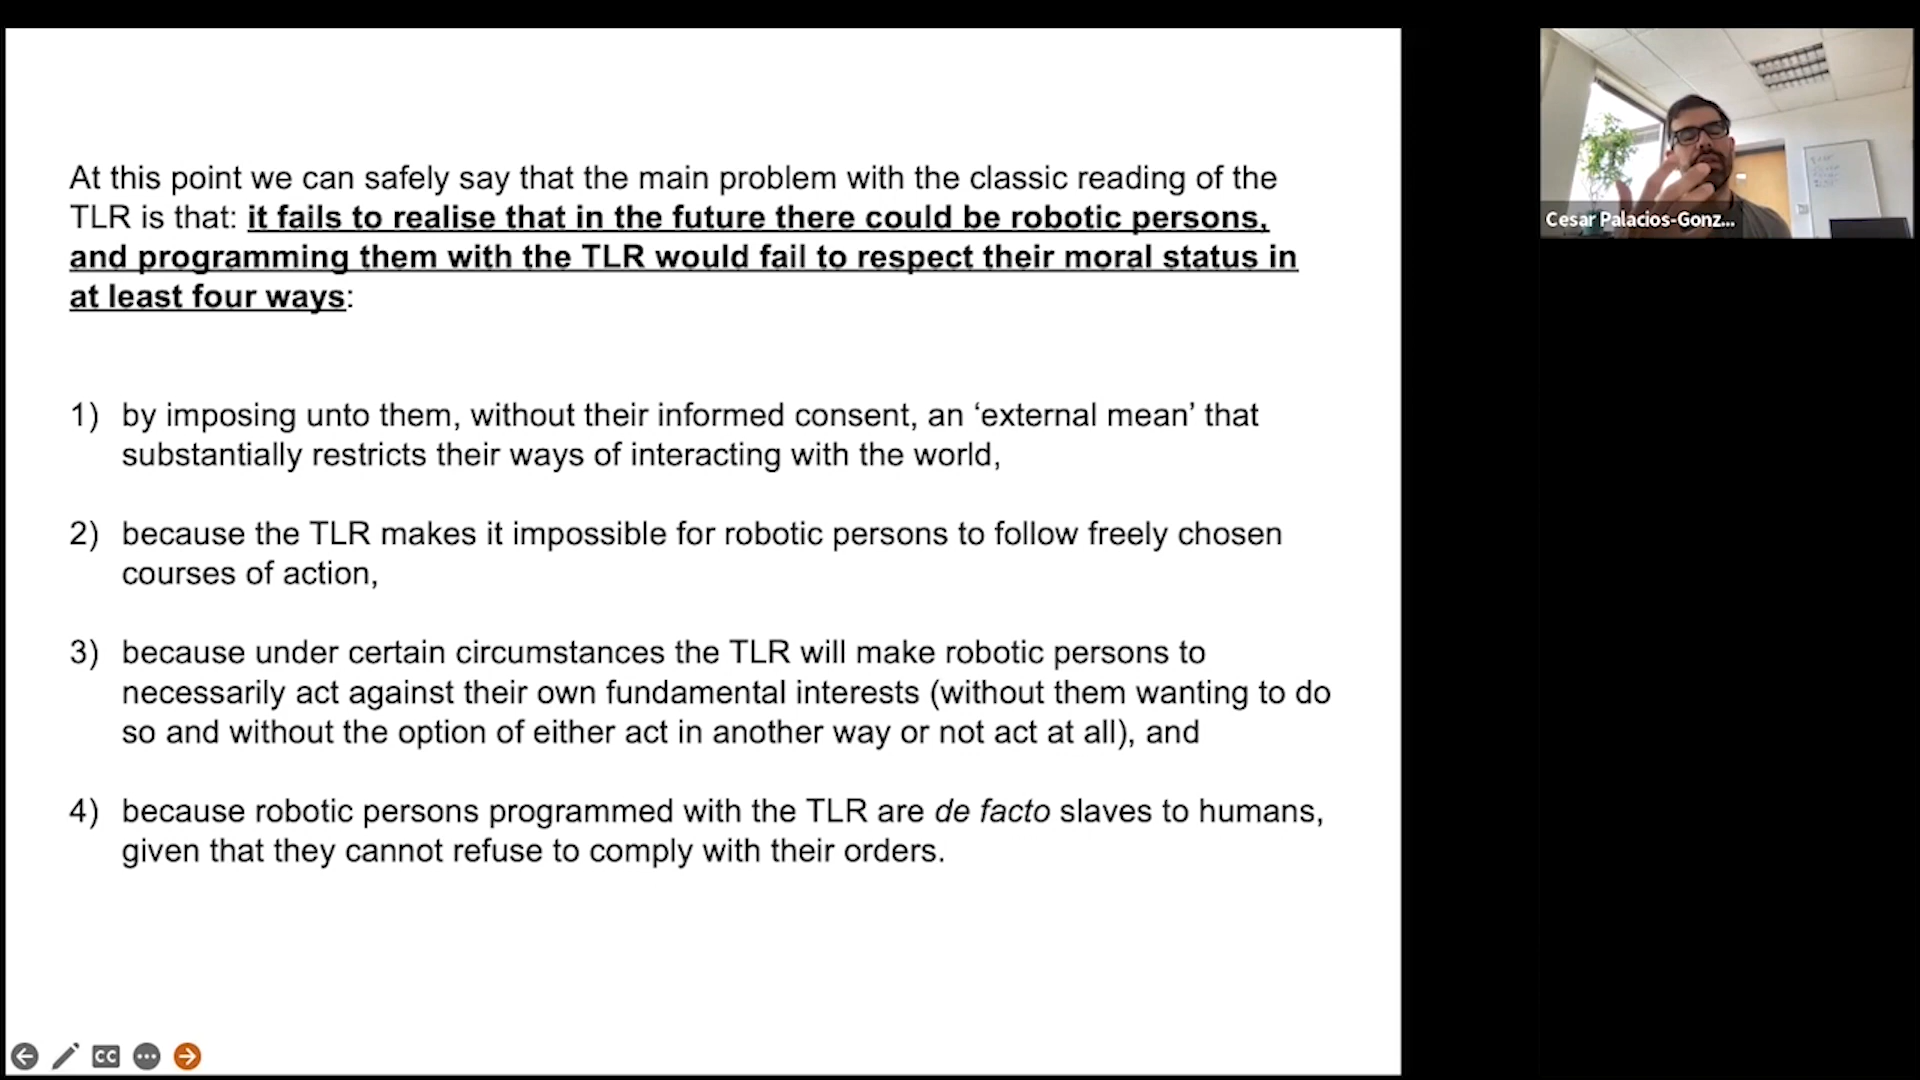 At this point we can safely say that the main problem with the classic reading of the
TLR is that: it fails to realise that in the future there could be robotic persons,
and programming them with the TLR would fail to respect their moral status in
at least four ways:
1) by imposing unto them, without their informed consent, an ‘external mean’ that
substantially restricts their ways of interacting with the world,
2) because the TLR makes it impossible for robotic persons to follow freely chosen
courses of action,
3) because under certain circumstances the TLR will make robotic persons to
necessarily act against their own fundamental interests (without them wanting to do
so and without the option of either act in another way or not act at all), and
4) because robotic persons programmed with the TLR are de facto slaves to humans,
given that they cannot refuse to comply with their orders.
Cesar Palacios-Gonz...
CC